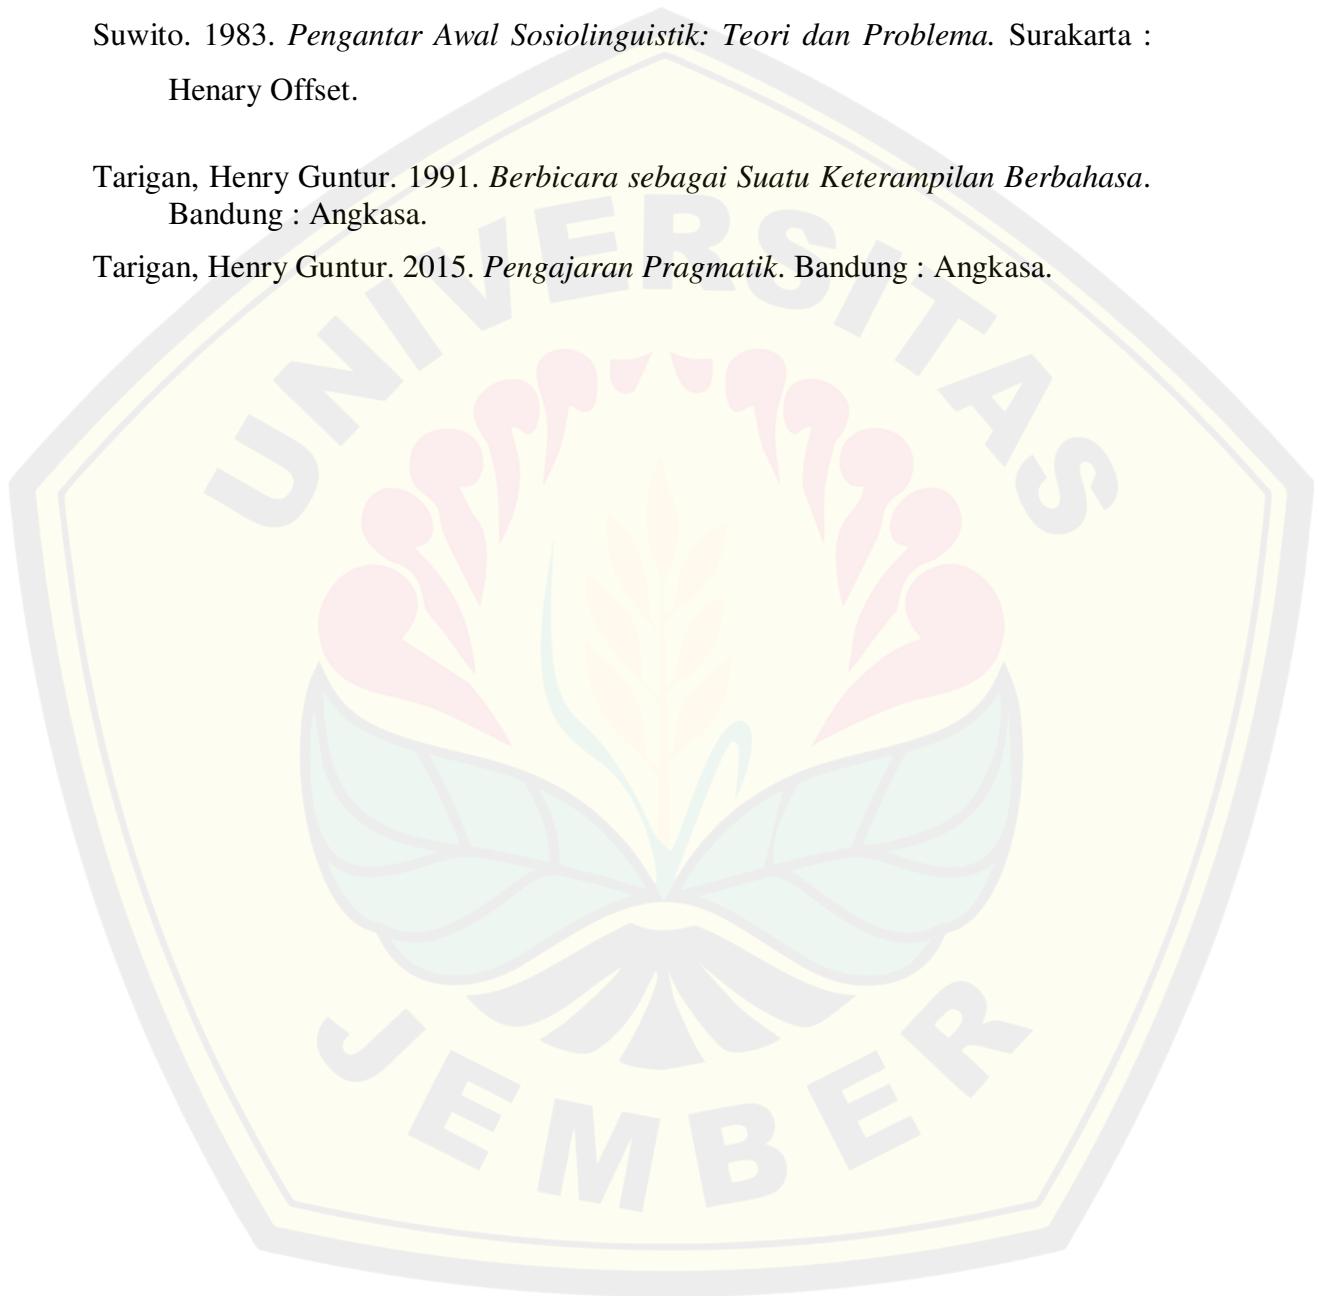 Suwito. 1983. Pengantar Awal Sosiolinguistik: Teori dan Problema. Surakarta :
Henary Offset.
Tarigan, Henry Guntur. 1991. Berbicara sebagai Suatu Keterampilan Berbahasa.
Bandung : Angkasa.
Tarigan, Henry Guntur. 2015. Pengajaran Pragmatik. Bandung : Angkasa.
UNIVERSITAS
JEMBER